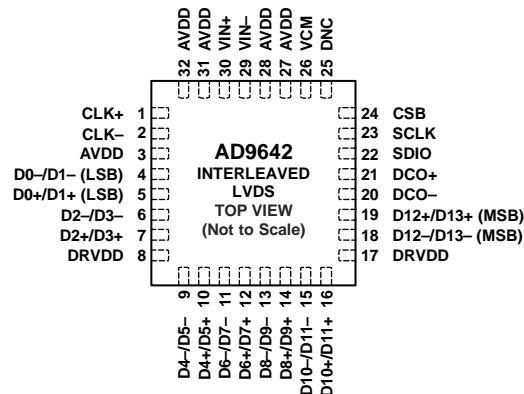 32 AVDD
31 AVDD
30 VIN+
29 VIN–
28 AVDD
27 AVDD
26 VCM
25 DNC
CLK+ 1
CLK– 2
AVDD 3
D0–/D1– (LSB) 4
D0+/D1+ (LSB) 5
D2–/D3– 6
D2+/D3+ 7
DRVDD 8
AD9642
INTERLEAVED
LVDS
TOP VIEW
(Not to Scale)
24 CSB
23 SCLK
22 SDIO
21 DCO+
20 DCO–
19 D12+/D13+ (MSB)
18 D12–/D13– (MSB)
17 DRVDD
D4–/D5– 9
D4+/D5+ 10
D6–/D7– 11
D6+/D7+ 12
D8–/D9– 13
D8+/D9+ 14
D10–/D11– 15
D10+/D11+ 16